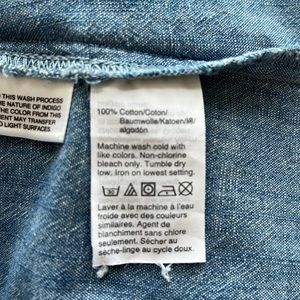 THIS WASH PROCESS
NATURE OF INDIGO
THE COLOR FROM THIS
MENT MAY TRANSFER
LIGHT SURFACES
100% Cotton/Coton/
Baumwolle/Katoen/綿/
algodón
Machine wash cold with
like colors. Non-chlorine
bleach only. Tumble dry
low, iron on lowest setting.
Laver à la machine à l'eau
froide avec des couleurs
similaires. Agent de
blanchiment sans chlore
seulement. Sécher au
sèche-linge au cycle doux.